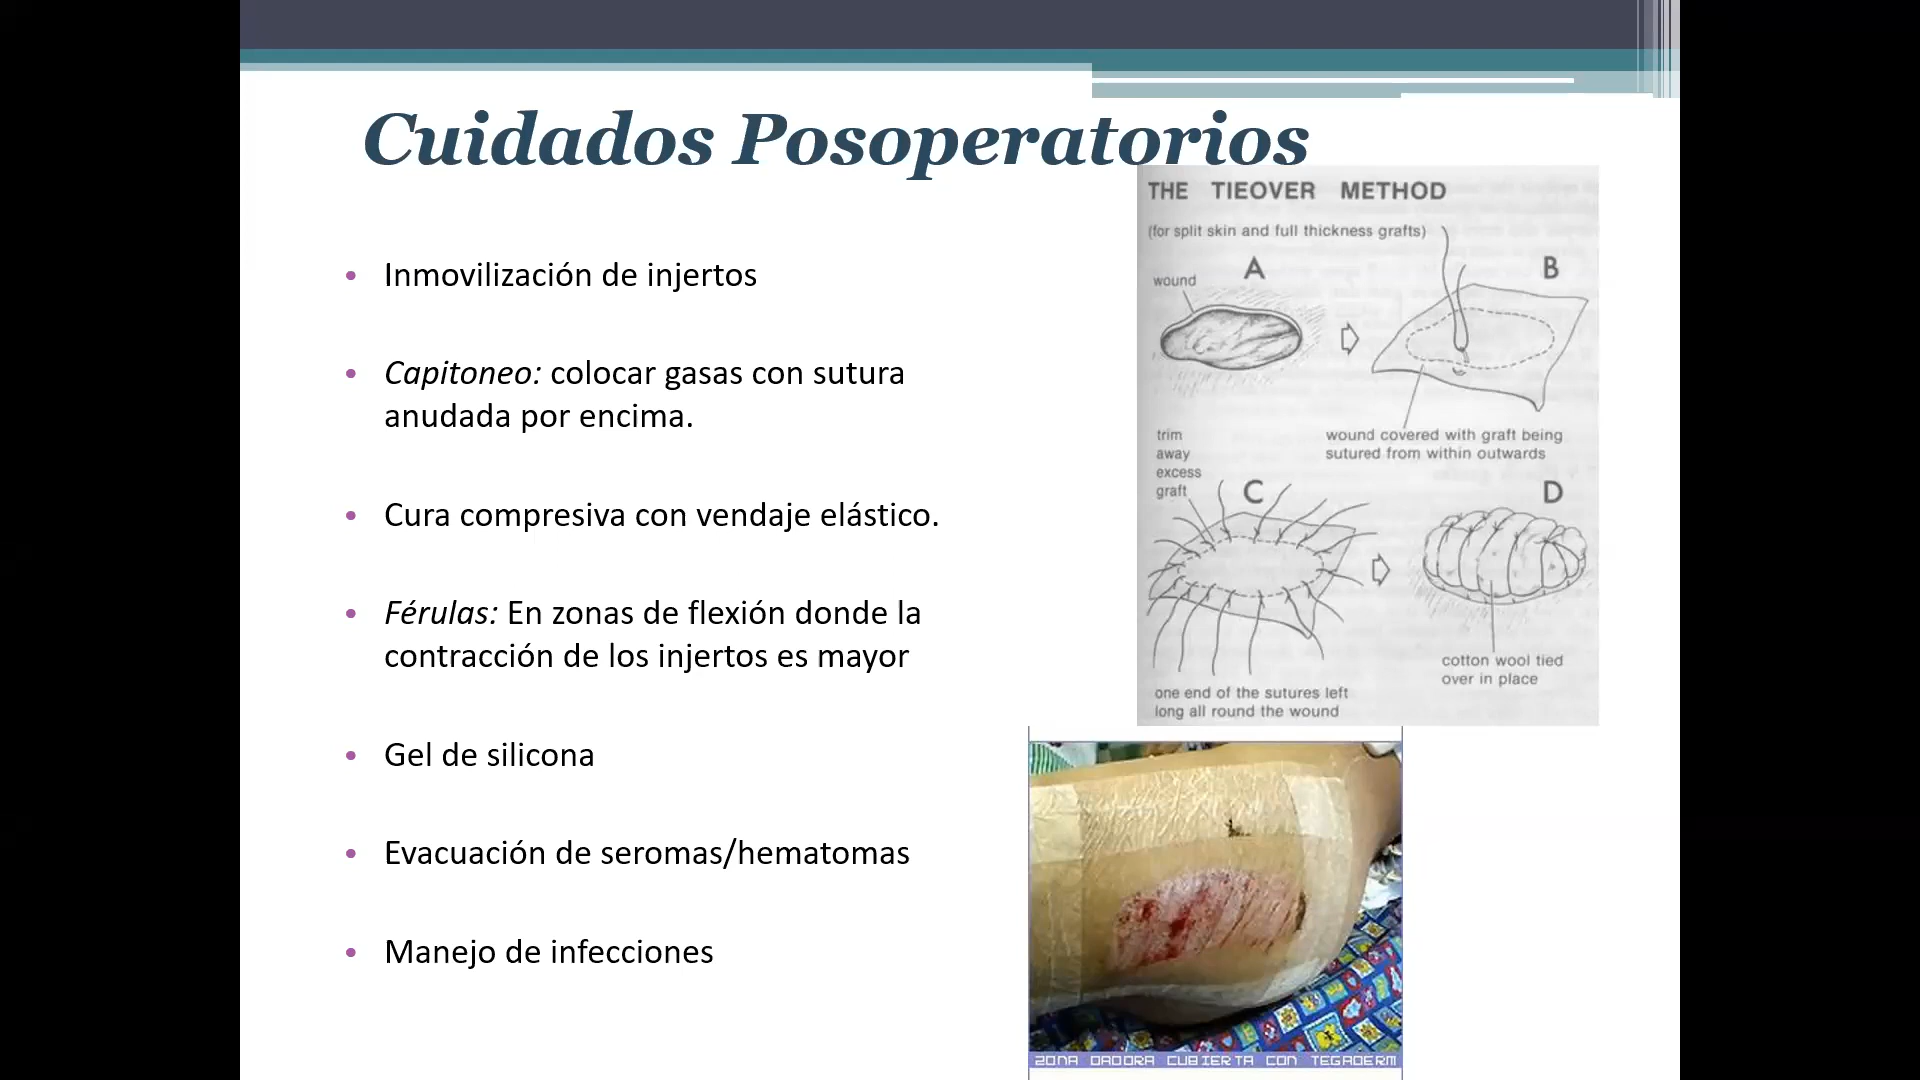 Cuidados Posoperatorios
• Inmovilización de injertos
• Capitoneo: colocar gasas con sutura
anudada por encima.
• Cura compresiva con vendaje elástico.
• Férulas: En zonas de flexión donde la
contracción de los injertos es mayor
• Gel de silicona
• Evacuación de seromas/hematomas
• Manejo de infecciones
THE TIEOVER METHOD
(for split skin and full thickness grafts)
A
B
wound
wound covered with graft being
sutured from within outwards
trim
away
excess
graft
C
D
one end of the sutures left
long all round the wound
cotton wool tied
over in place
ZONA DADORA CUBIERTA CON TEGADERM